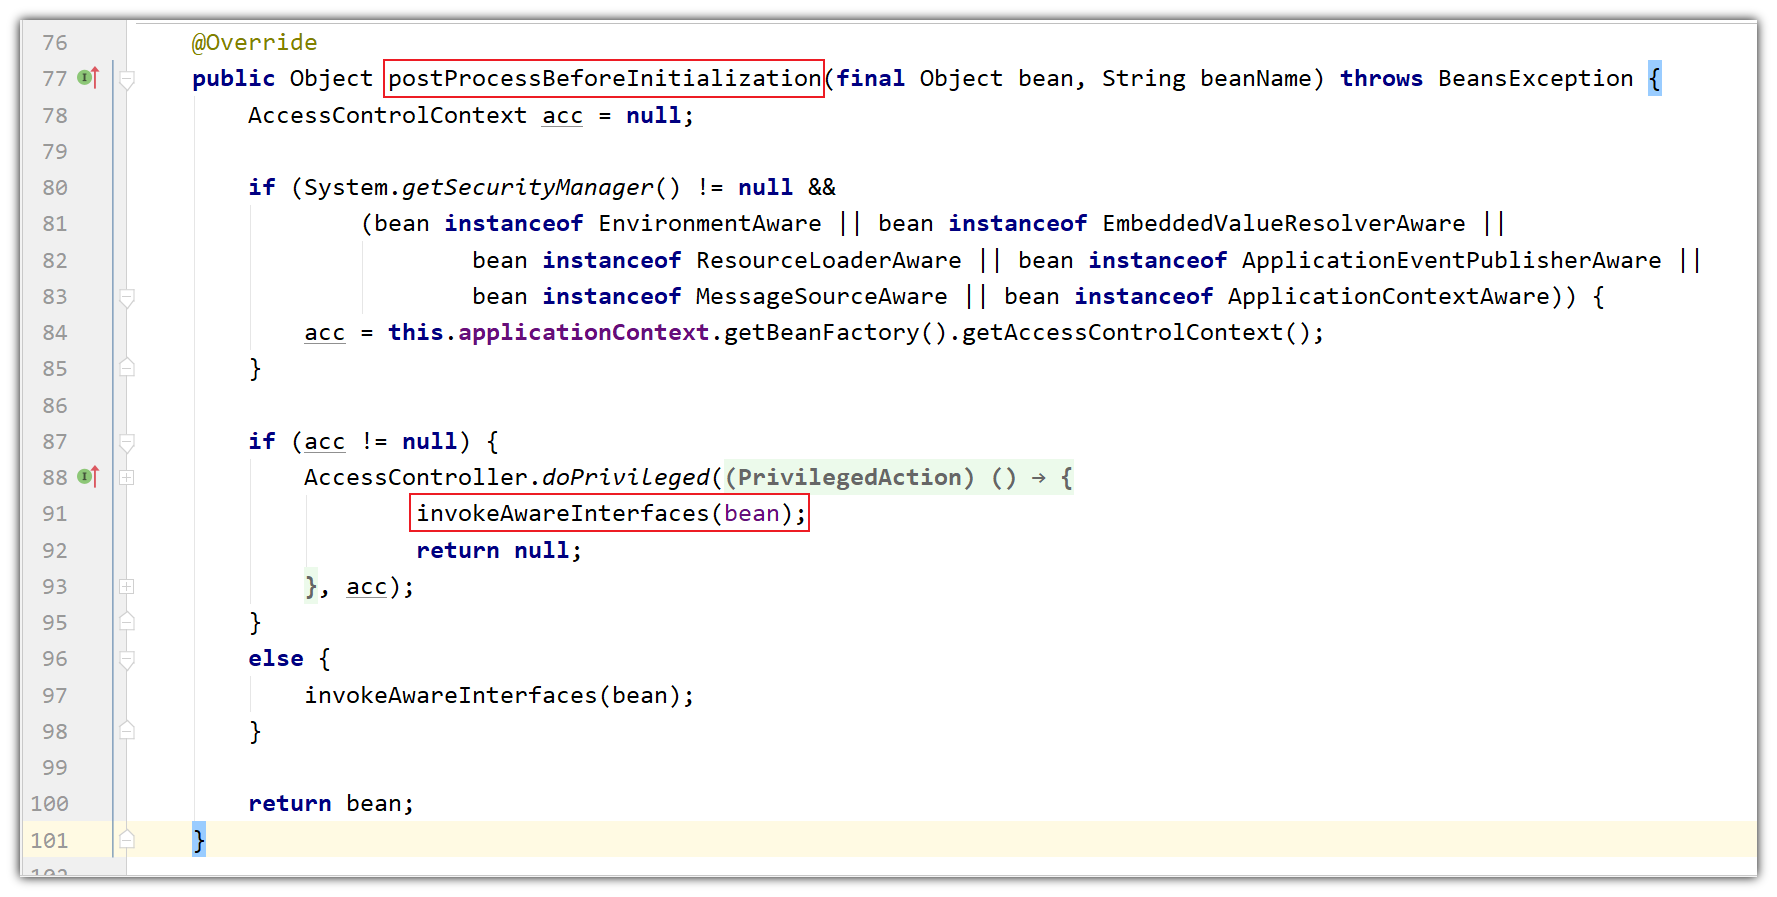 76 @Override
77 public Object postProcessBeforeInitialization(final Object bean, String beanName) throws BeansException {
78 AccessControlContext acc = null;
79
80 if (System.getSecurityManager() != null &&
81 (bean instanceof EnvironmentAware || bean instanceof EmbeddedValueResolverAware ||
82 bean instanceof ResourceLoaderAware || bean instanceof ApplicationEventPublisherAware ||
83 bean instanceof MessageSourceAware || bean instanceof ApplicationContextAware)) {
84 acc = this.applicationContext.getBeanFactory().getAccessControlContext();
85 }
86
87 if (acc != null) {
88 AccessController.doPrivileged((PrivilegedAction) () → {
91 invokeAwareInterfaces(bean);
92 return null;
93 }, acc);
95 }
96 else {
97 invokeAwareInterfaces(bean);
98 }
99
100 return bean;
101 }